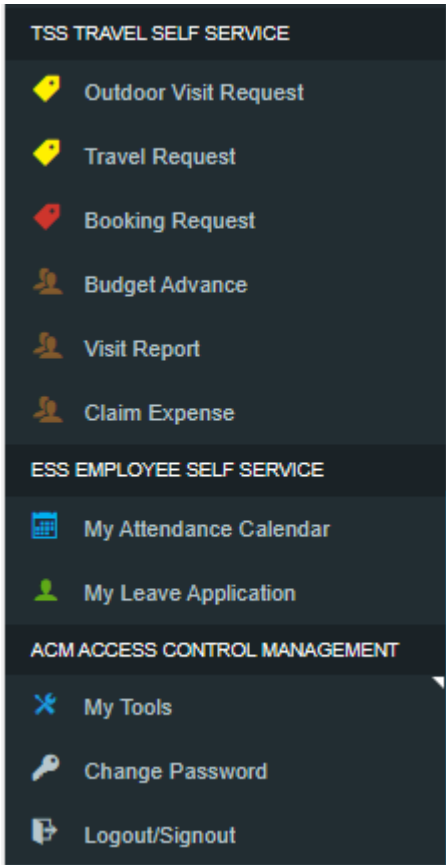 TSS TRAVEL SELF SERVICE
Outdoor Visit Request
Travel Request
Booking Request
Budget Advance
Visit Report
Claim Expense
ESS EMPLOYEE SELF SERVICE
My Attendance Calendar
My Leave Application
ACM ACCESS CONTROL MANAGEMENT
My Tools
Change Password
Logout/Signout